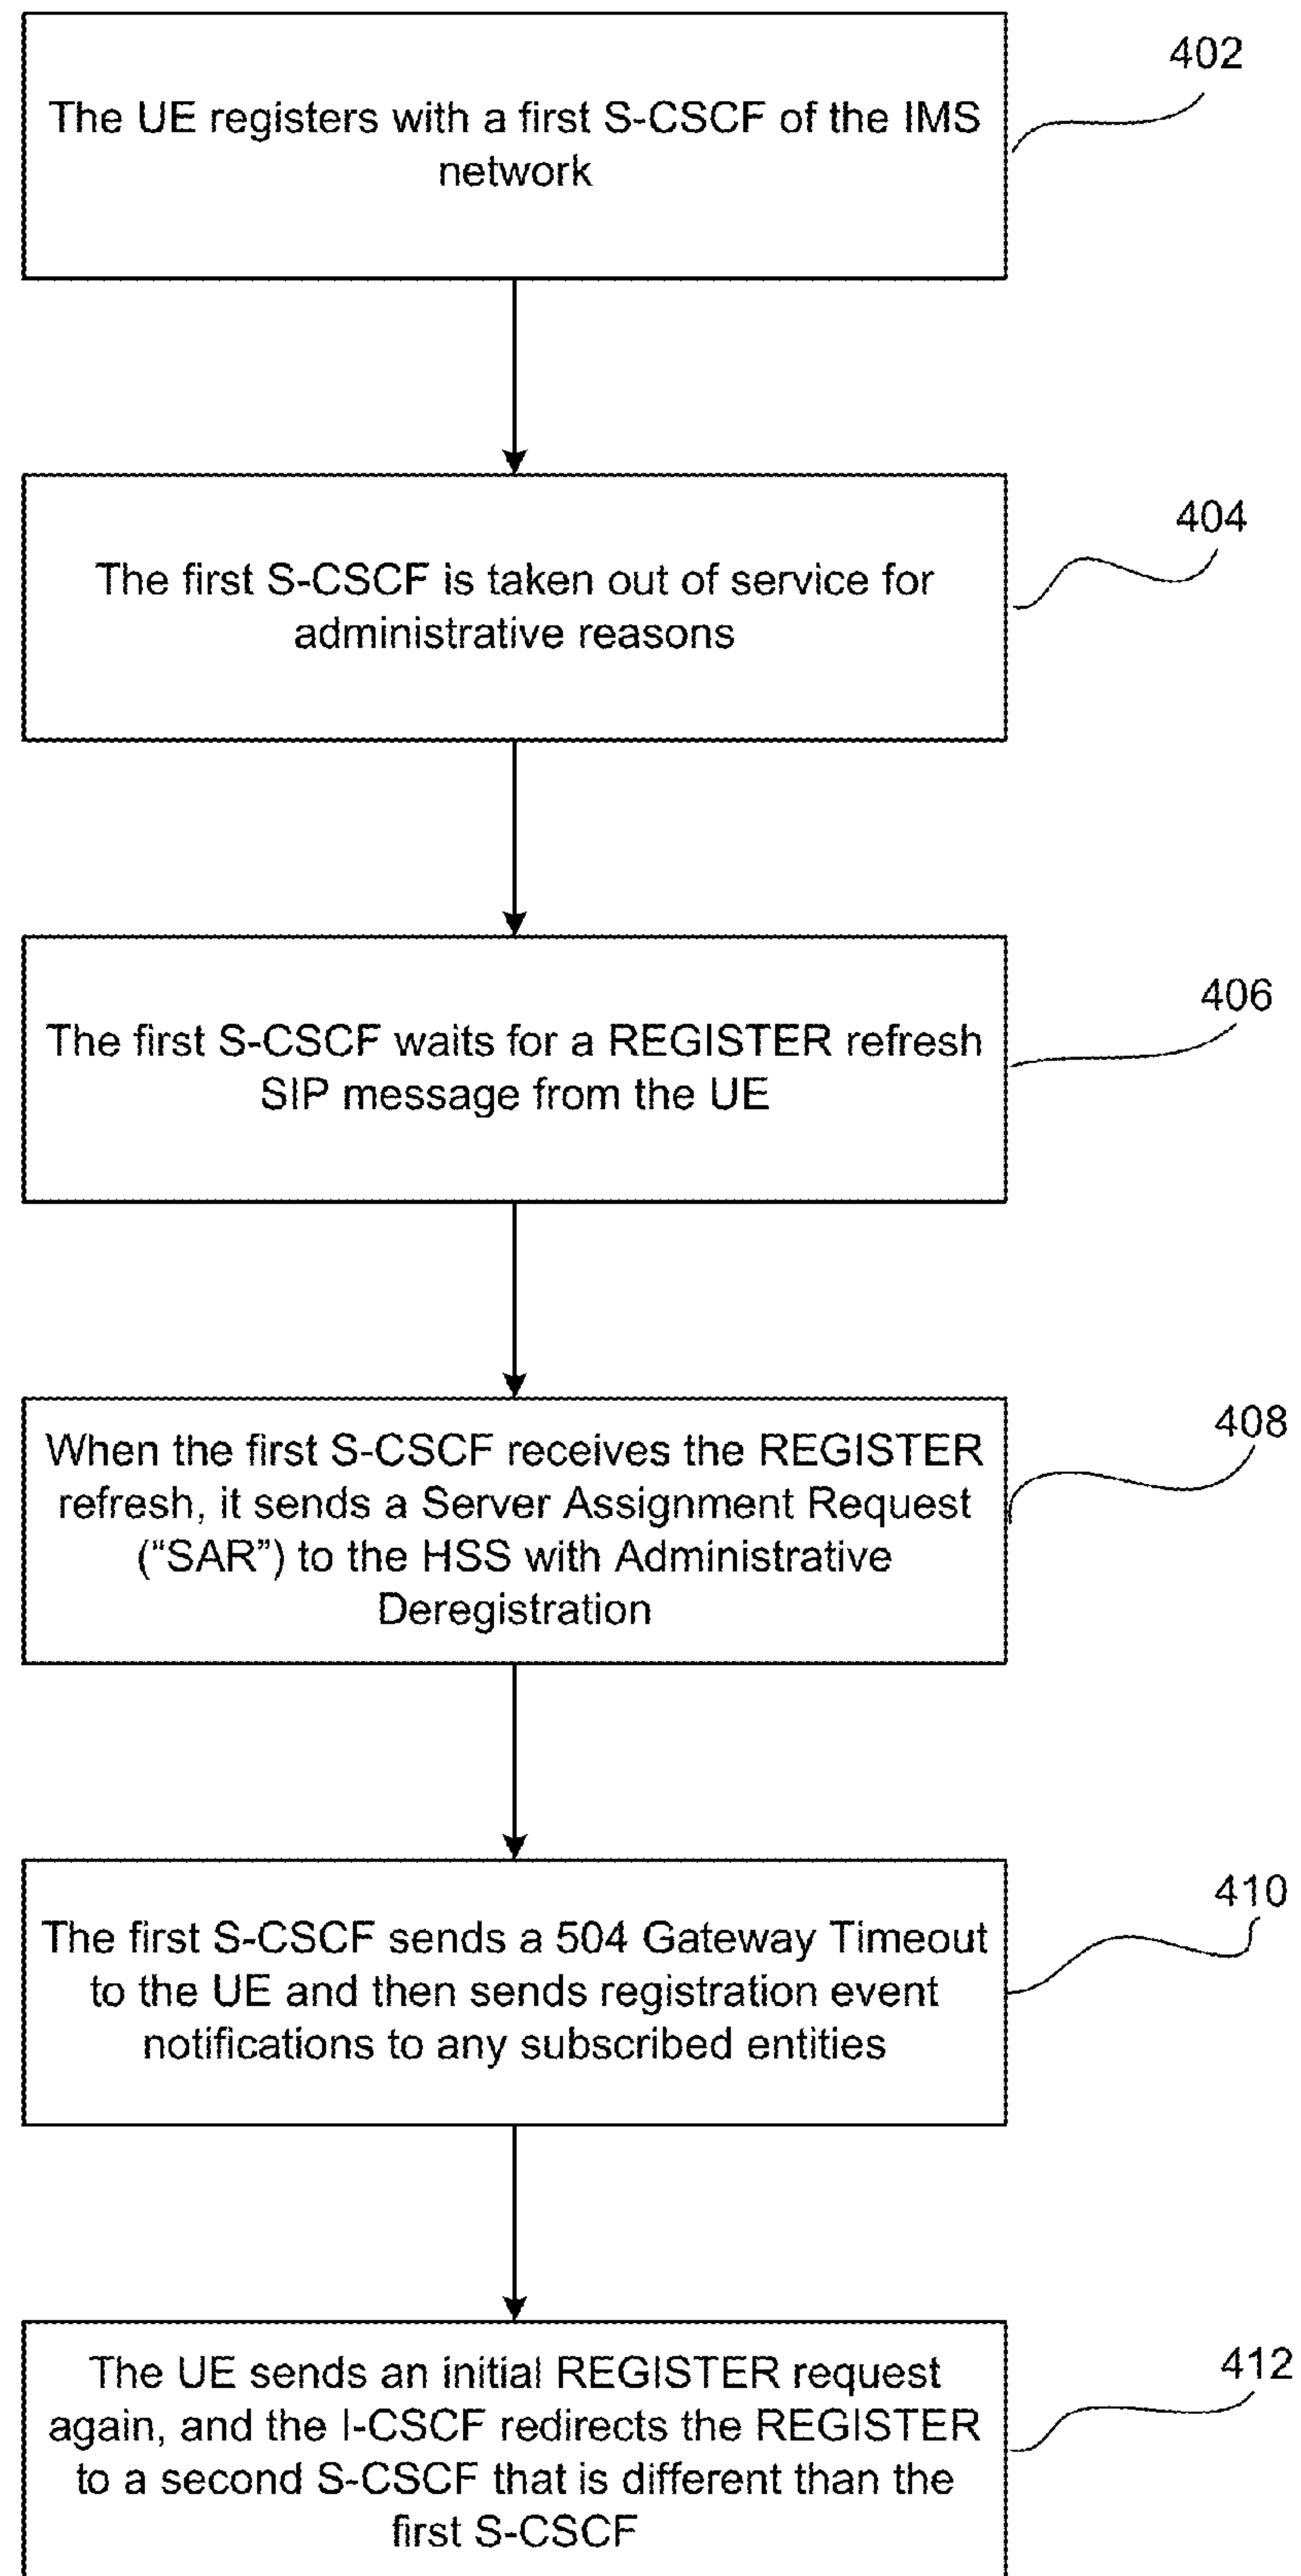 The UE registers with a first S-CSCF of the IMS
network
402
The first S-CSCF is taken out of service for
administrative reasons
404
The first S-CSCF waits for a REGISTER refresh
SIP message from the UE
406
When the first S-CSCF receives the REGISTER
refresh, it sends a Server Assignment Request
(“SAR”) to the HSS with Administrative
Deregistration
408
The first S-CSCF sends a 504 Gateway Timeout
to the UE and then sends registration event
notifications to any subscribed entities
410
The UE sends an initial REGISTER request
again, and the I-CSCF redirects the REGISTER
to a second S-CSCF that is different than the
first S-CSCF
412